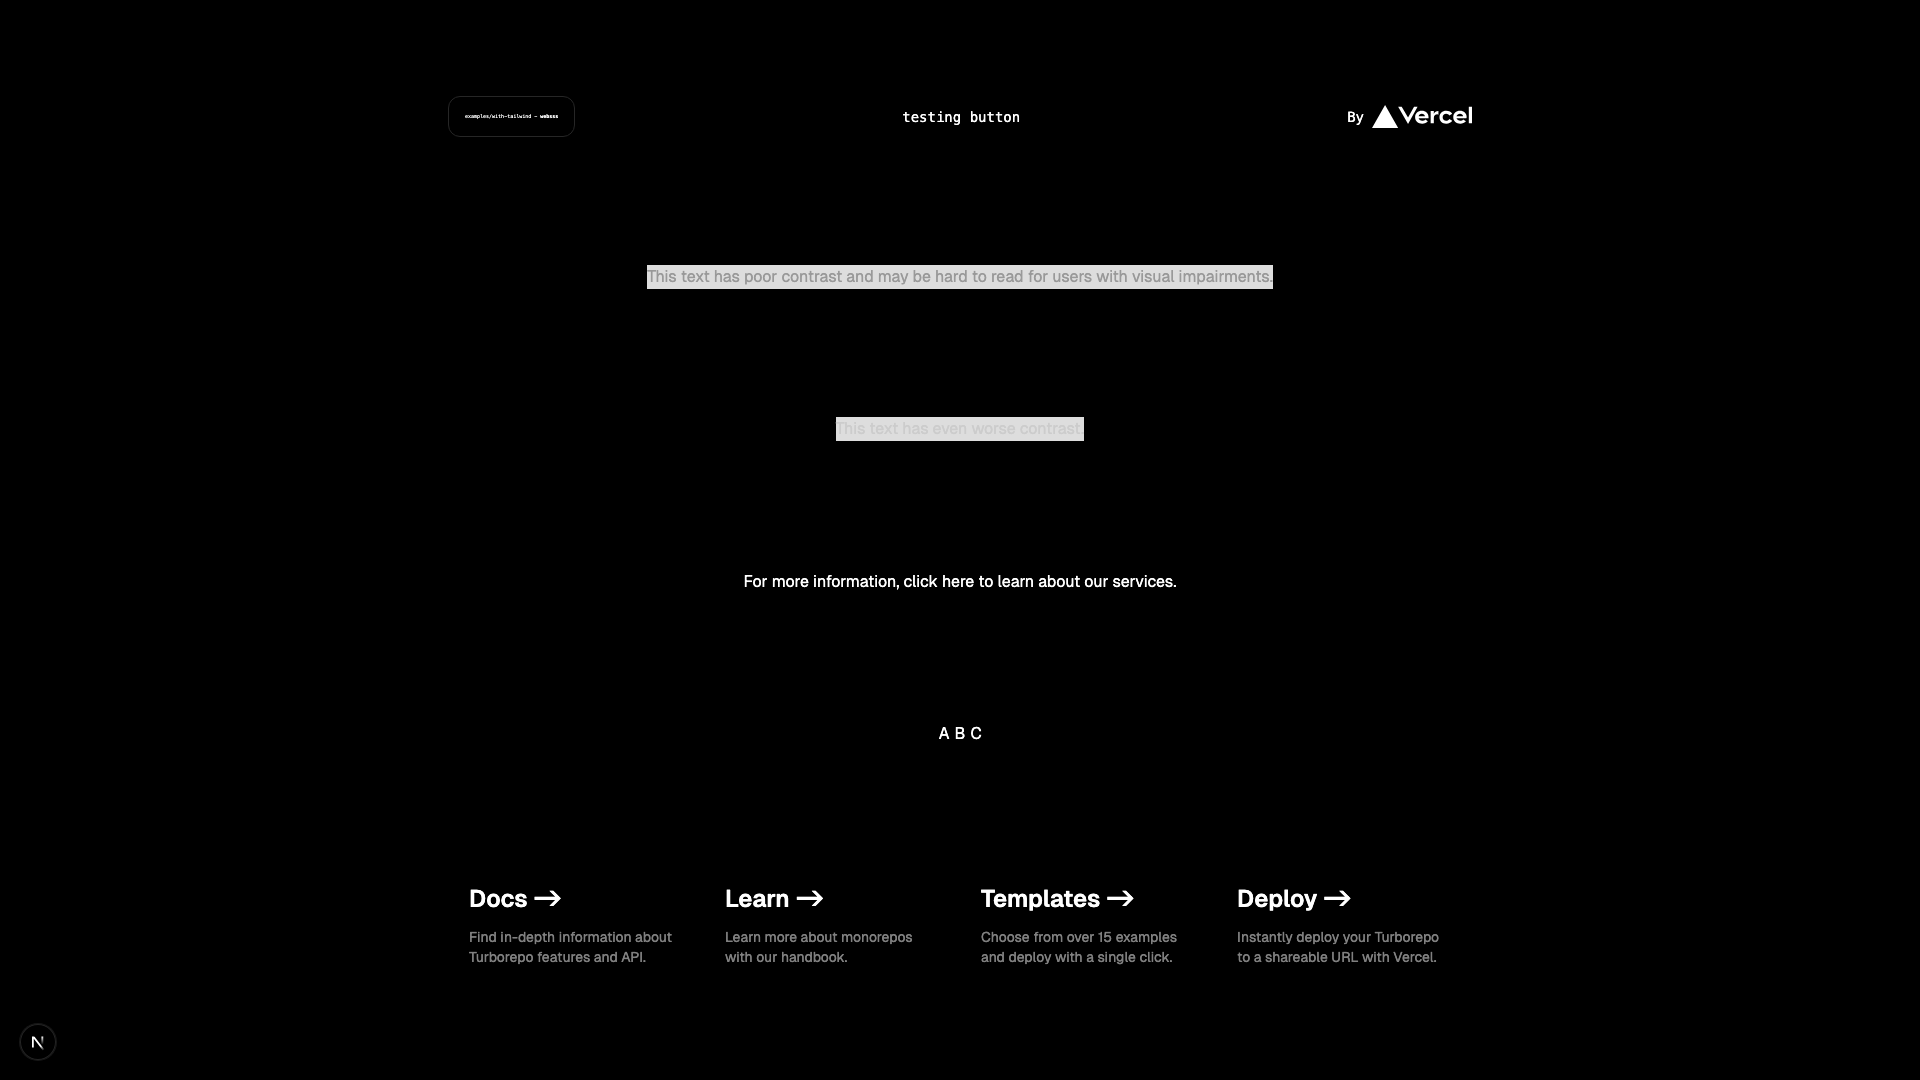 examples/with-tailwind - websss
testing button
By Vercel
This text has poor contrast and may be hard to read for users with visual impairments.
This text has even worse contrast.
For more information, click here to learn about our services.
A B C
Docs ->
Find in-depth information about
Turborepo features and API.
Learn ->
Learn more about monorepos
with our handbook.
Templates ->
Choose from over 15 examples
and deploy with a single click.
Deploy ->
Instantly deploy your Turborepo
to a shareable URL with Vercel.
N